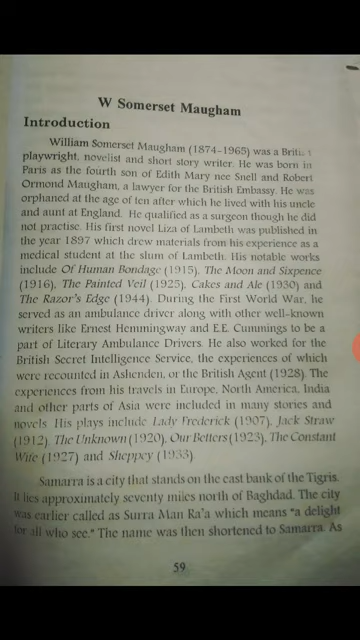 W Somerset Maugham
Introduction
William Somerset Maugham (1874-1965) was a British
playwright, novelist and short story writer. He was born in
Paris as the fourth son of Edith Mary nee Snell and Robert
Ormond Maugham, a lawyer for the British Embassy. He was
orphaned at the age of ten after which he lived with his uncle
and aunt at England. He qualified as a surgeon though he did
not practise. His first novel Liza of Lambeth was published in
the year 1897 which drew materials from his experience as a
medical student at the slum of Lambeth. His notable works
include Of Human Bondage (1915), The Moon and Sixpence
(1916), The Painted Veil (1925), Cakes and Ale (1930) and
The Razor's Edge (1944). During the First World War, he
served as an ambulance driver along with other well-known
writers like Ernest Hemmingway and E.E. Cummings to be a
part of Literary Ambulance Drivers. He also worked for the
British Secret Intelligence Service, the experiences of which
were recounted in Ashenden, or the British Agent (1928). The
experiences from his travels in Europe, North America, India
and other parts of Asia were included in many stories and
novels. His plays include Lady Frederick (1907), Jack Straw
(1912), The Unknown (1920), Our Betters (1923), The Constant
Wife (1927) and Sheppey (1933).
Samarra is a city that stands on the east bank of the Tigris.
It lies approximately seventy miles north of Baghdad. The city
was earlier called as Surra Man Ra'a which means "a delight
for all who see." The name was then shortened to Samarra. As
59